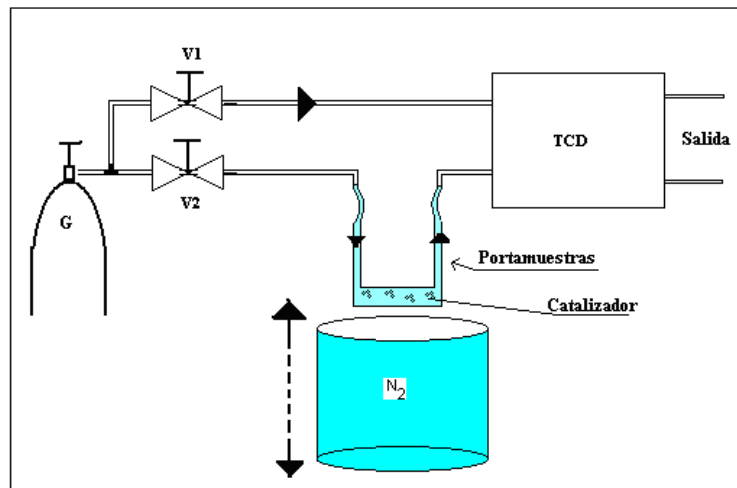 V1
TCD
Salida
V2
G
Portamuestras
Catalizador
N2